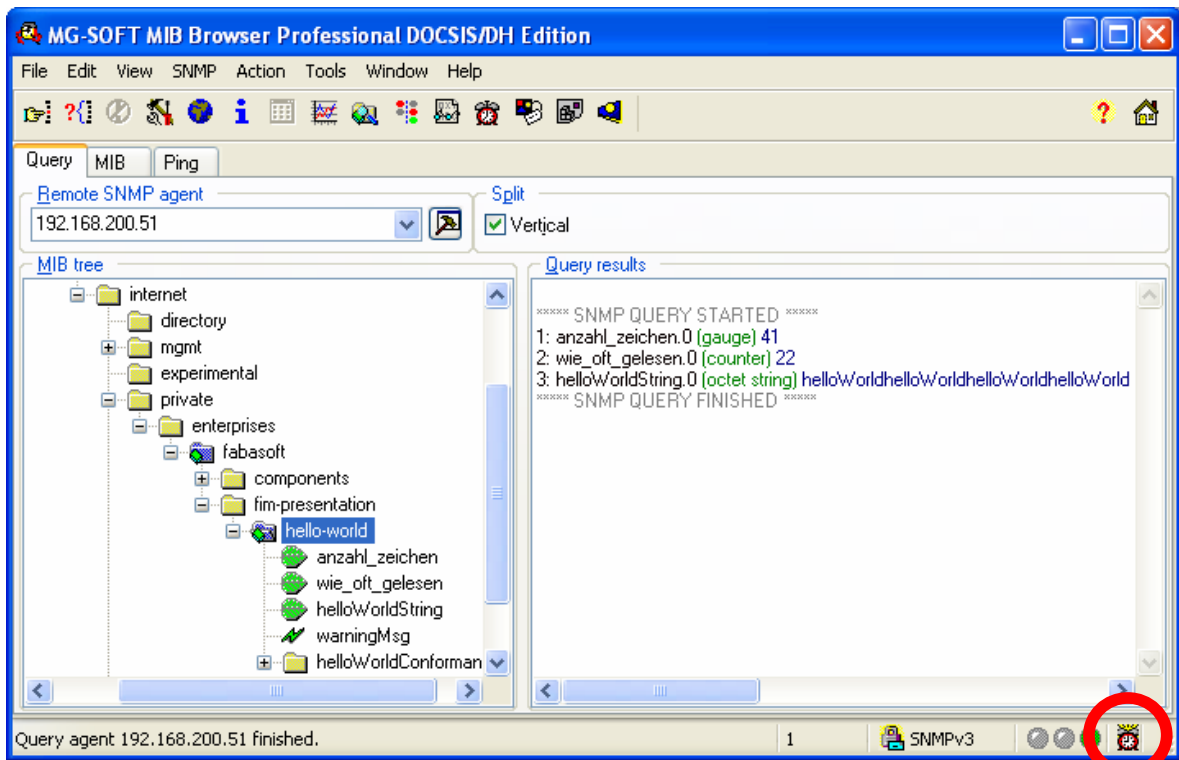 MG-SOFT MIB Browser Professional DOCSIS/DH Edition
File Edit View SNMP Action Tools Window Help
Query MIB Ping
Remote SNMP agent
192.168.200.51
Split
Vertical
MIB tree
internet
directory
mgmt
experimental
private
enterprises
fabasoft
components
fim-presentation
hello-world
anzahl_zeichen
wie_oft_gelesen
helloWorldString
warningMsg
helloWorldConforman
Query results
***** SNMP QUERY STARTED *****
1: anzahl_zeichen.0 (gauge) 41
2: wie_oft_gelesen.0 (counter) 22
3: helloWorldString.0 (octet string) helloWorldhelloWorldhelloWorldhelloWorld
***** SNMP QUERY FINISHED *****
Query agent 192.168.200.51 finished. 1 SNMPv3